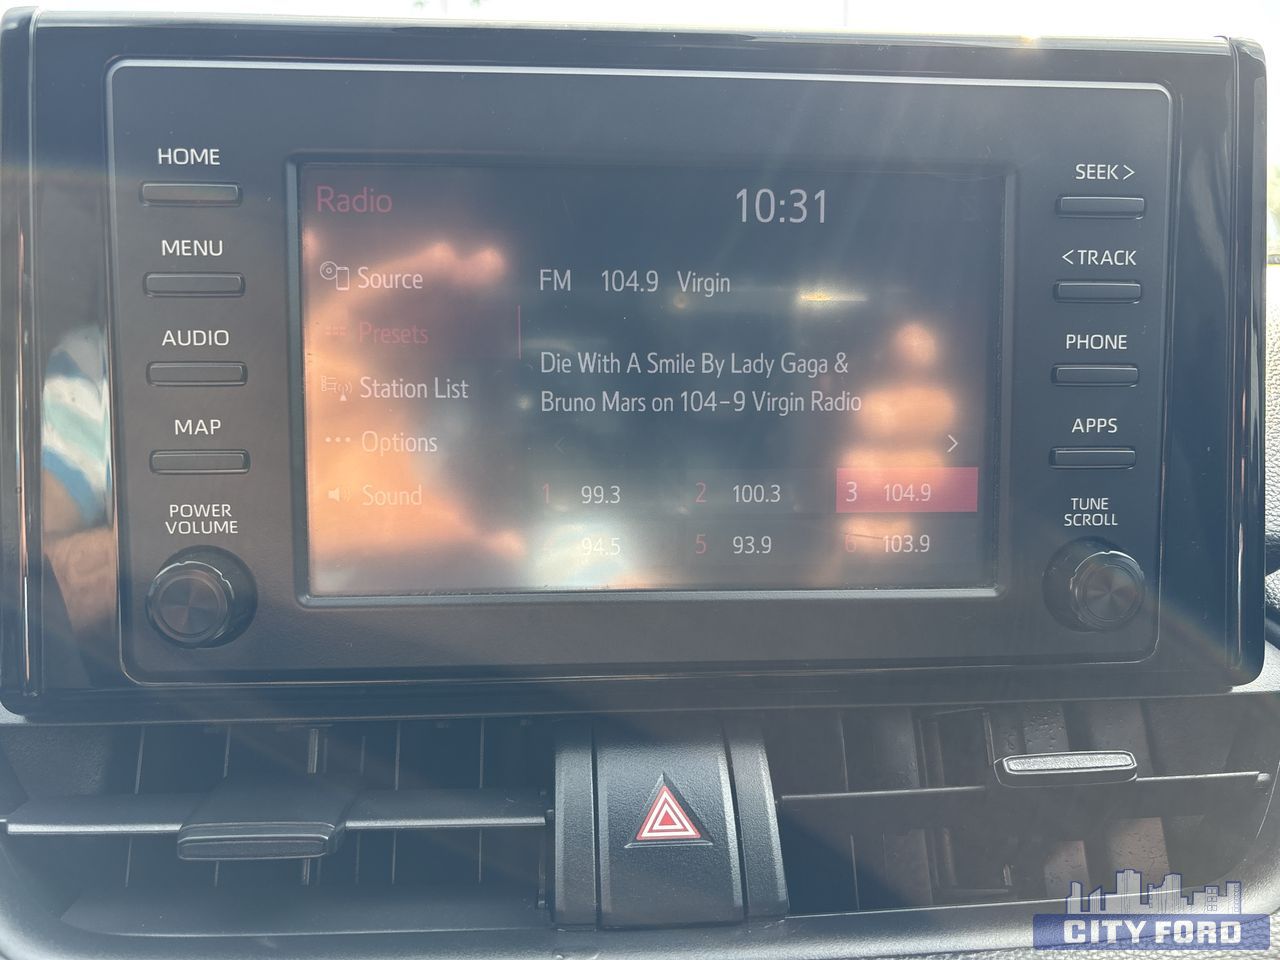 HOME
MENU
AUDIO
MAP
POWER
VOLUME
Radio
10:31
Source
Presets
Station List
Options
Sound
FM 104.9 Virgin
Die With A Smile By Lady Gaga &
Bruno Mars on 104-9 Virgin Radio
1 99.3 2 100.3 3 104.9
94.5 5 93.9 6 103.9
SEEK >
< TRACK
PHONE
APPS
TUNE
SCROLL
CITY FORD